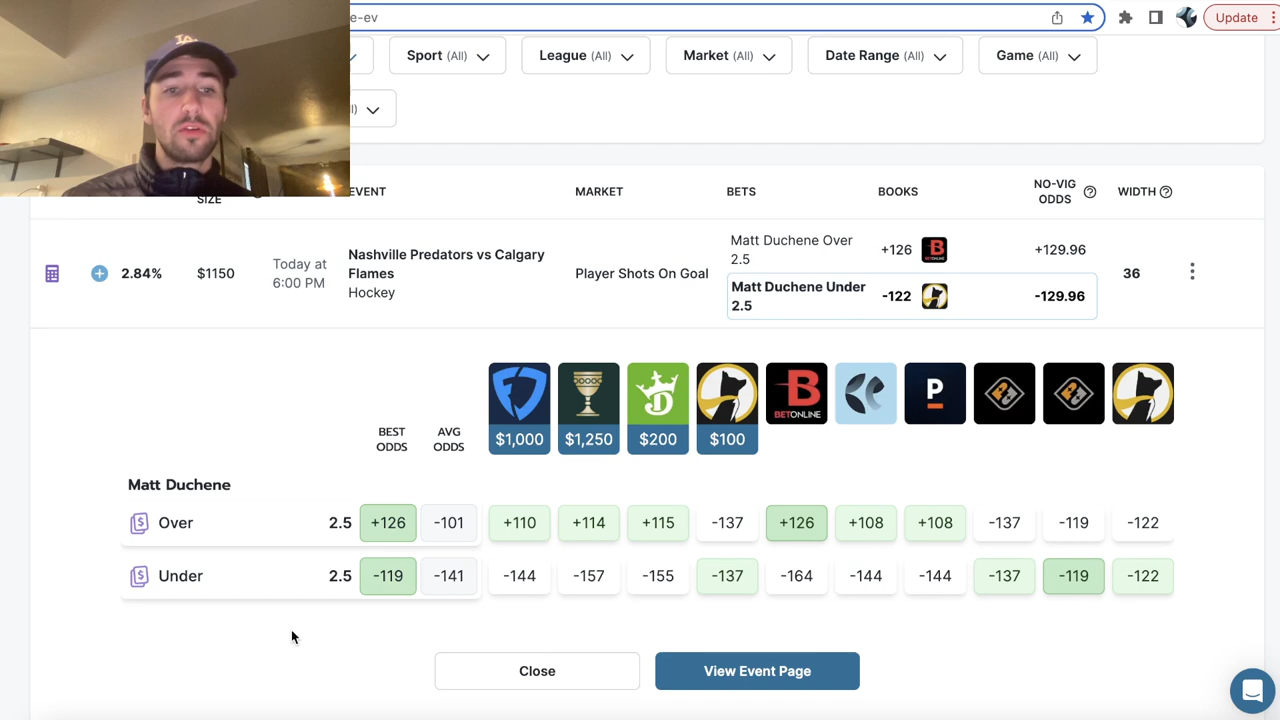 e-ev
Update
Sport (All)
League (All)
Market (All)
Date Range (All)
Game (All)
l)
SIZE
EVENT
MARKET
BETS
BOOKS
NO-VIG
ODDS
WIDTH
2.84%
$1150
Today at
6:00 PM
Nashville Predators vs Calgary
Flames
Hockey
Player Shots On Goal
Matt Duchene Over
2.5
+126
B
+129.96
Matt Duchene Under
2.5
-122
-129.96
36
BEST
ODDS
AVG
ODDS
$1,000
$1,250
$200
$100
B
BETONLINE
P
Matt Duchene
Over 2.5 +126 -101 +110 +114 +115 -137 +126 +108 +108 -137 -119 -122
Under 2.5 -119 -141 -144 -157 -155 -137 -164 -144 -144 -137 -119 -122
Close
View Event Page